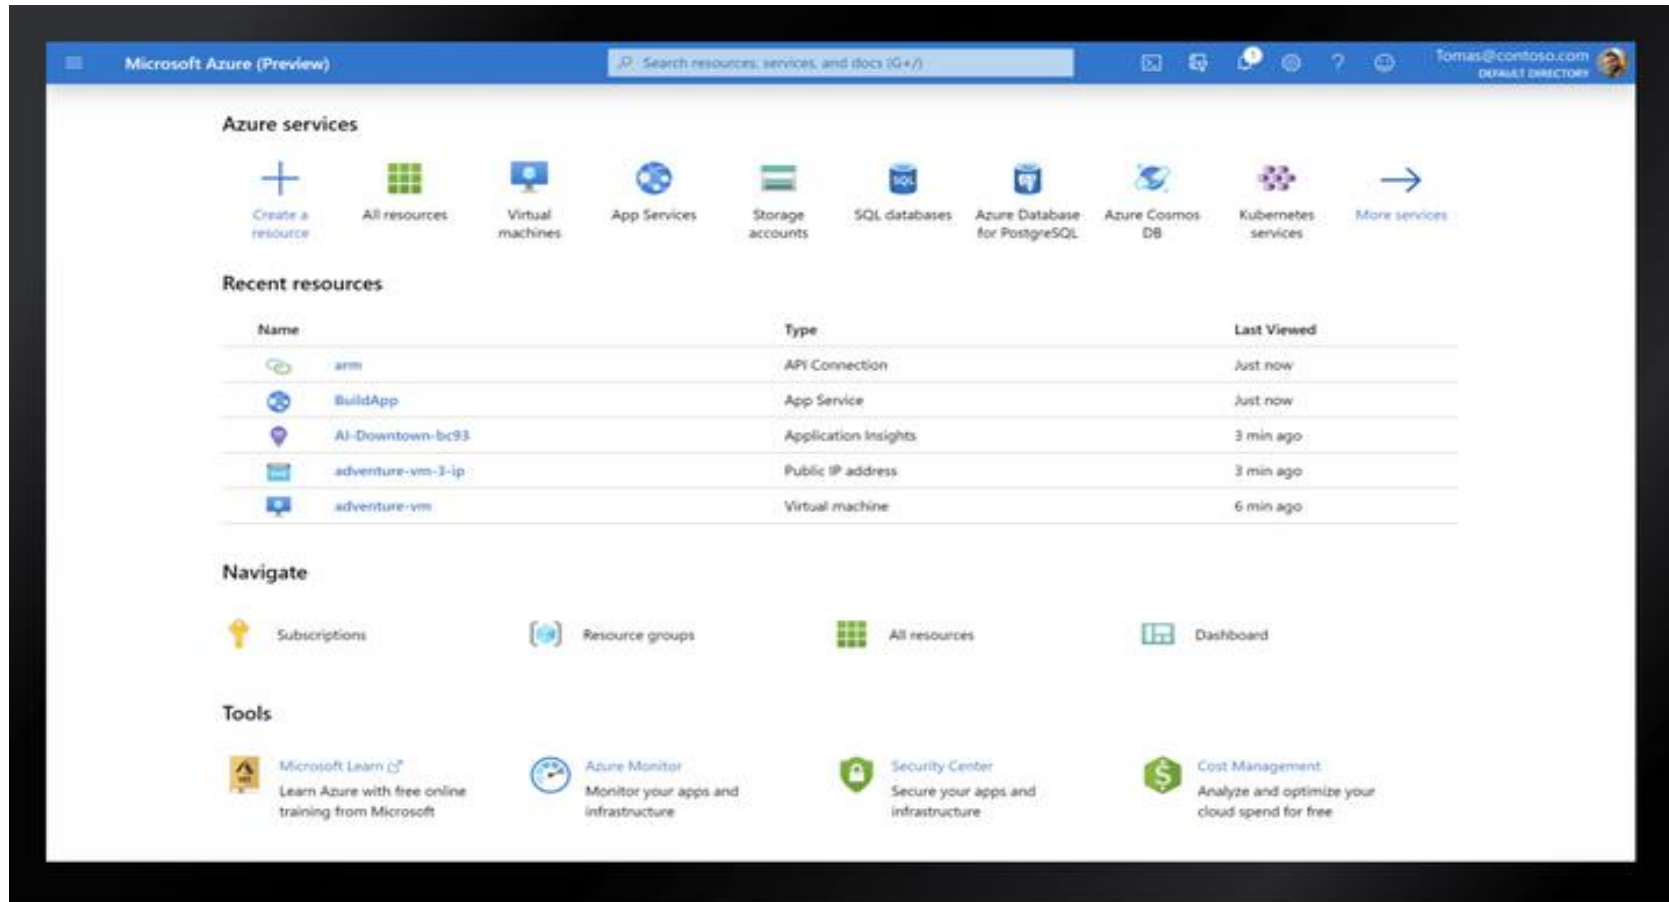 Microsoft Azure (Preview)
Search resources, services, and docs (G+/)
1
Tomas@contoso.com
DEFAULT DIRECTORY
Azure services
Create a resource
All resources
Virtual machines
App Services
Storage accounts
SQL
SQL databases
Azure Database for PostgreSQL
Azure Cosmos DB
Kubernetes services
More services
Recent resources
Name Type Last Viewed
arm API Connection Just now
BuildApp App Service Just now
AI-Downtown-bc93 Application Insights 3 min ago
adventure-vm-3-ip Public IP address 3 min ago
adventure-vm Virtual machine 6 min ago
Navigate
Subscriptions Resource groups All resources Dashboard
Tools
Microsoft Learn
Learn Azure with free online
training from Microsoft
Azure Monitor
Monitor your apps and
infrastructure
Security Center
Secure your apps and
infrastructure
Cost Management
Analyze and optimize your
cloud spend for free